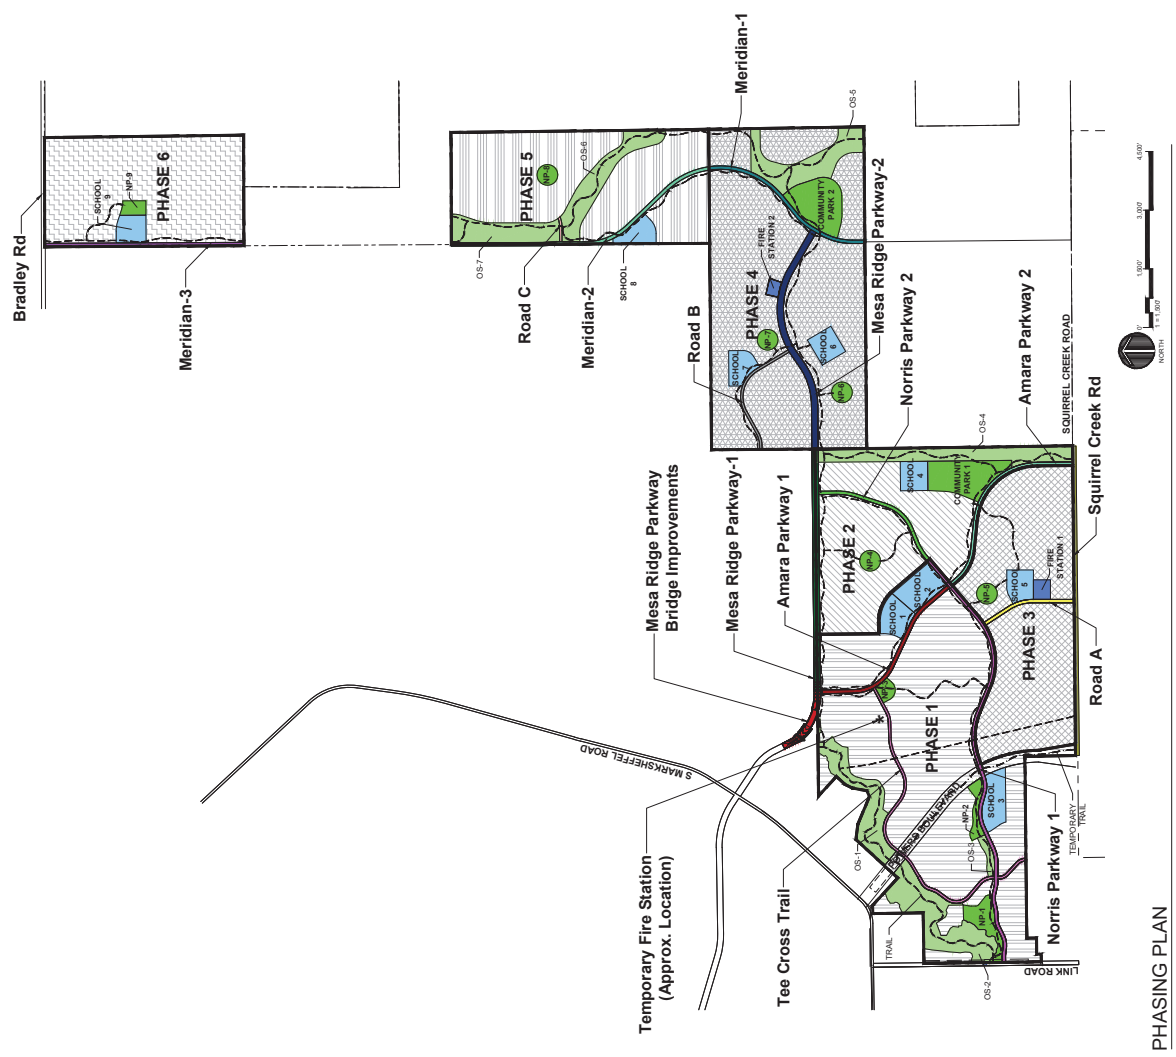 Bradley Rd
SCHOOL
9
NP-9
PHASE 6
Meridian-3
OS-7
PHASE 5
NP-8
OS-6
Road C
Meridian-2
SCHOOL
8
Meridian-1
OS-5
COMMUNITY
PARK 2
FIRE
STATION 2
PHASE 4
Mesa Ridge Parkway-2
Road B
SCHOOL
7
NP-7
SCHOOL
6
NP-6
Norris Parkway 2
Amara Parkway 2
SQUIRREL CREEK ROAD
Squirrel Creek Rd
OS-4
SCHOOL
4
COMMUNITY
PARK 1
Mesa Ridge Parkway
Bridge Improvements
Mesa Ridge Parkway-1
Amara Parkway 1
PHASE 2
NP-4
SCHOOL
1
SCHOOL
2
NP-5
SCHOOL
5
FIRE
STATION 1
PHASE 3
Road A
S MARKSHEFFEL ROAD
NP-3
*
PHASE 1
Temporary Fire Station
(Approx. Location)
Tee Cross Trail
OS-1
BOULEVARD
NP-2
SCHOOL
3
OS-3
TEMPORARY
TRAIL
Norris Parkway 1
TRAIL
NP-1
OS-2
LINK ROAD
0'
1,500'
3,000'
4,500'
1" = 1,500'
NORTH
PHASING PLAN